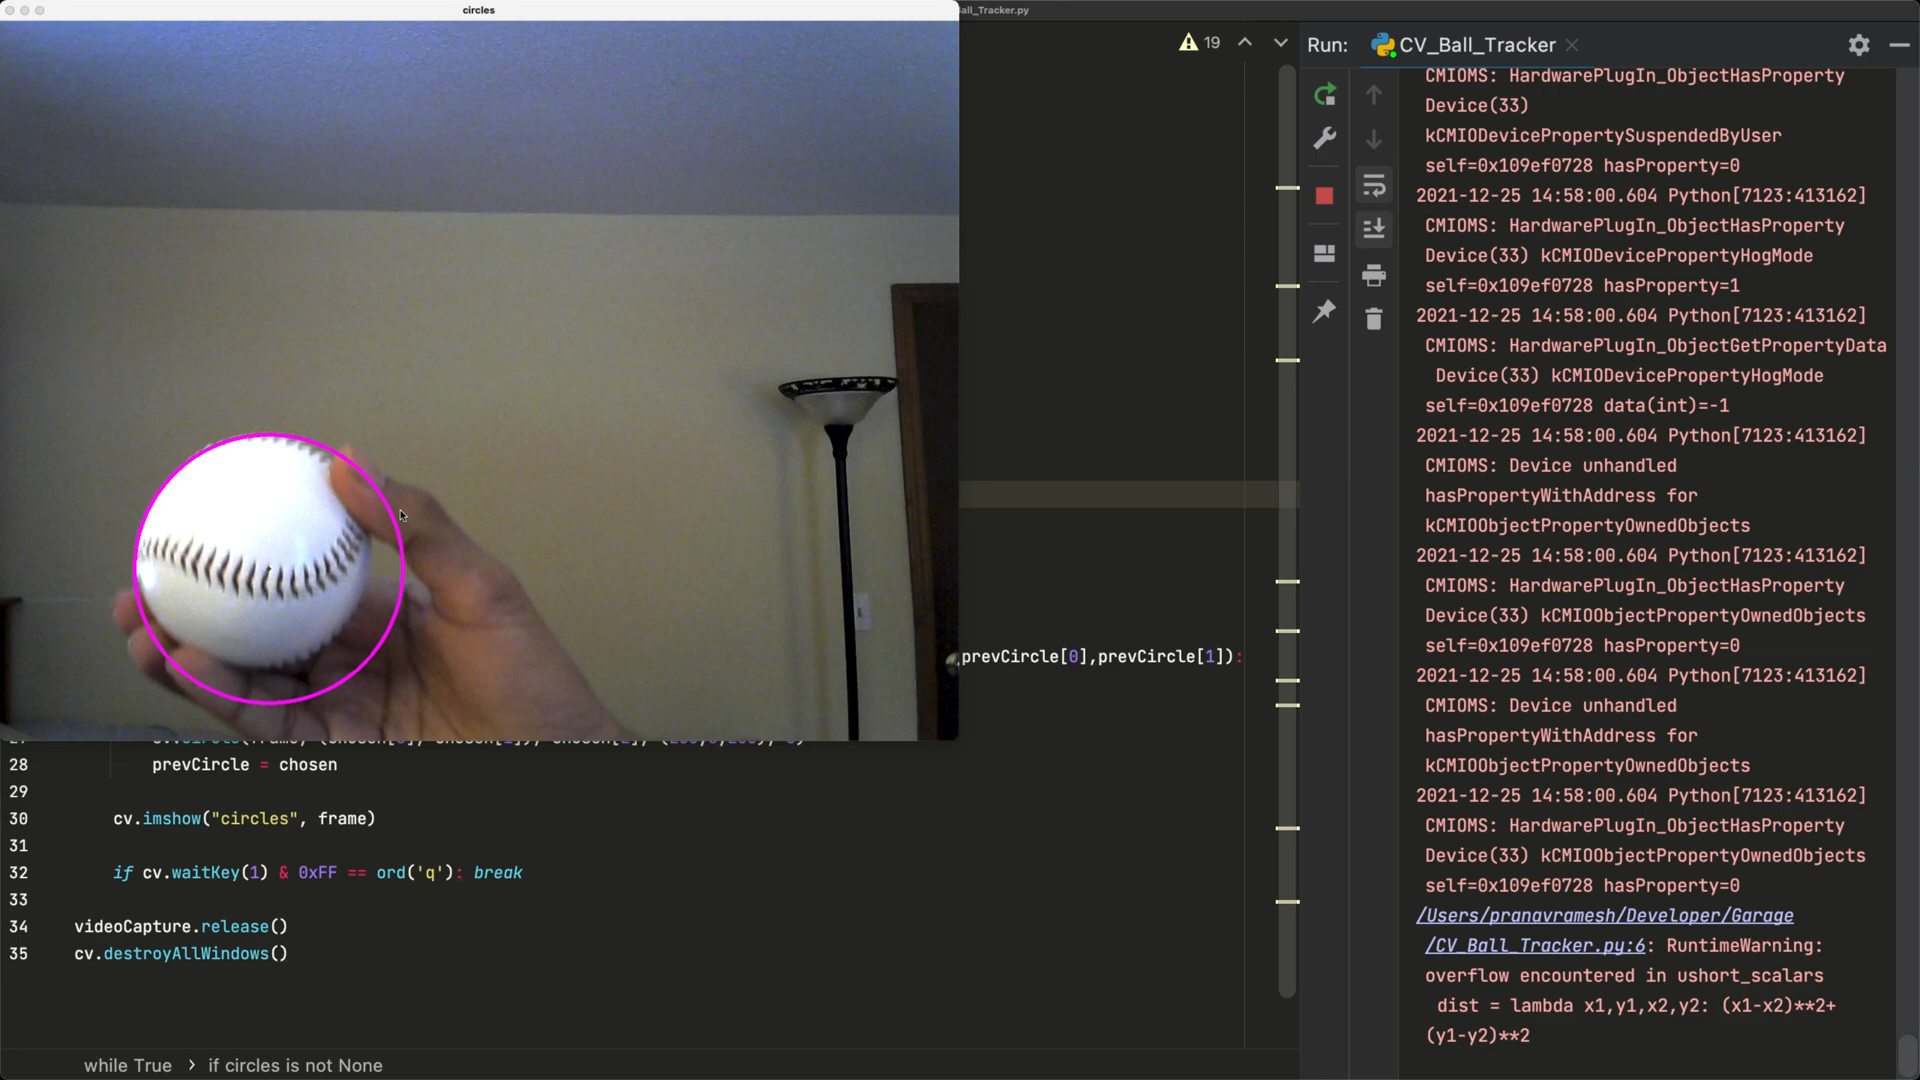 circles
Ball_Tracker.py
19
Run: CV_Ball_Tracker
prevCircle[0],prevCircle[1]):
28 prevCircle = chosen
29
30 cv.imshow("circles", frame)
31
32 if cv.waitKey(1) & 0xFF == ord('q'): break
33
34 videoCapture.release()
35 cv.destroyAllWindows()
while True > if circles is not None
CMIOMS: HardwarePlugIn_ObjectHasProperty
Device(33)
kCMIODevicePropertySuspendedByUser
self=0x109ef0728 hasProperty=0
2021-12-25 14:58:00.604 Python[7123:413162]
CMIOMS: HardwarePlugIn_ObjectHasProperty
Device(33) kCMIODevicePropertyHogMode
self=0x109ef0728 hasProperty=1
2021-12-25 14:58:00.604 Python[7123:413162]
CMIOMS: HardwarePlugIn_ObjectGetPropertyData
Device(33) kCMIODevicePropertyHogMode
self=0x109ef0728 data(int)=-1
2021-12-25 14:58:00.604 Python[7123:413162]
CMIOMS: Device unhandled
hasPropertyWithAddress for
kCMIOObjectPropertyOwnedObjects
2021-12-25 14:58:00.604 Python[7123:413162]
CMIOMS: HardwarePlugIn_ObjectHasProperty
Device(33) kCMIOObjectPropertyOwnedObjects
self=0x109ef0728 hasProperty=0
2021-12-25 14:58:00.604 Python[7123:413162]
CMIOMS: Device unhandled
hasPropertyWithAddress for
kCMIOObjectPropertyOwnedObjects
2021-12-25 14:58:00.604 Python[7123:413162]
CMIOMS: HardwarePlugIn_ObjectHasProperty
Device(33) kCMIOObjectPropertyOwnedObjects
self=0x109ef0728 hasProperty=0
/Users/pranavramesh/Developer/Garage
/CV_Ball_Tracker.py:6: RuntimeWarning:
overflow encountered in ushort_scalars
dist = lambda x1,y1,x2,y2: (x1-x2)**2+
(y1-y2)**2